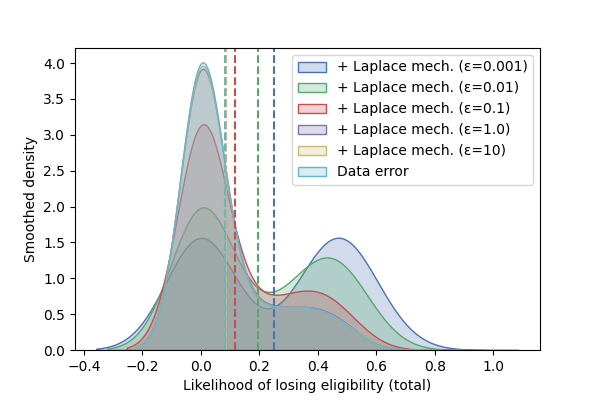 4.0
3.5
3.0
2.5
2.0
1.5
1.0
0.5
0.0
Smoothed density
+ Laplace mech. (ε=0.001)
+ Laplace mech. (ε=0.01)
+ Laplace mech. (ε=0.1)
+ Laplace mech. (ε=1.0)
+ Laplace mech. (ε=10)
Data error
−0.4 −0.2 0.0 0.2 0.4 0.6 0.8 1.0
Likelihood of losing eligibility (total)